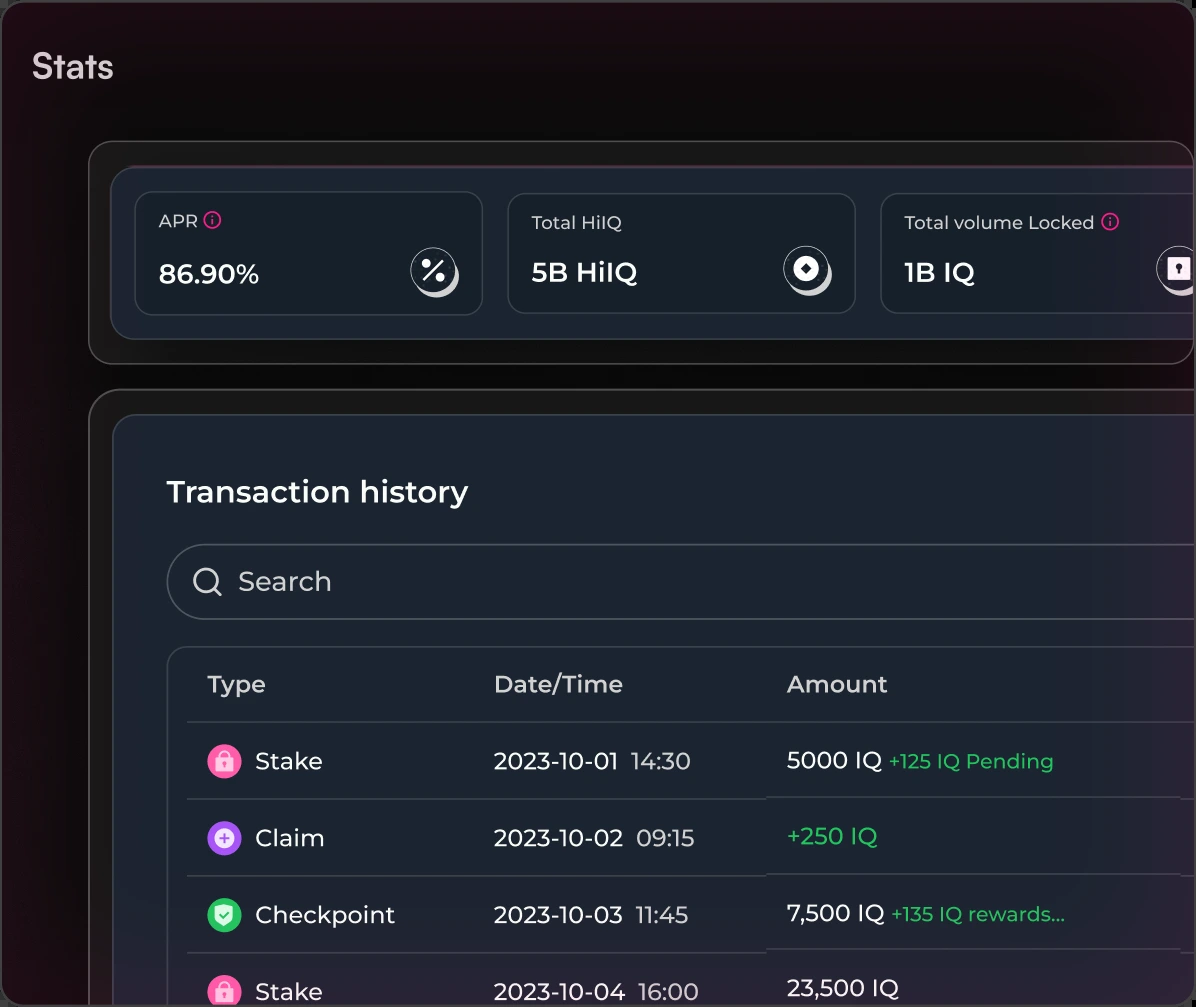 Stats
APR
86.90%
Total HiIQ
5B HiIQ
Total volume Locked
1B IQ
Transaction history
Search
Type Date/Time Amount
Stake 2023-10-01 14:30 5000 IQ +125 IQ Pending
Claim 2023-10-02 09:15 +250 IQ
Checkpoint 2023-10-03 11:45 7,500 IQ +135 IQ rewards...
Stake 2023-10-04 16:00 23,500 IQ